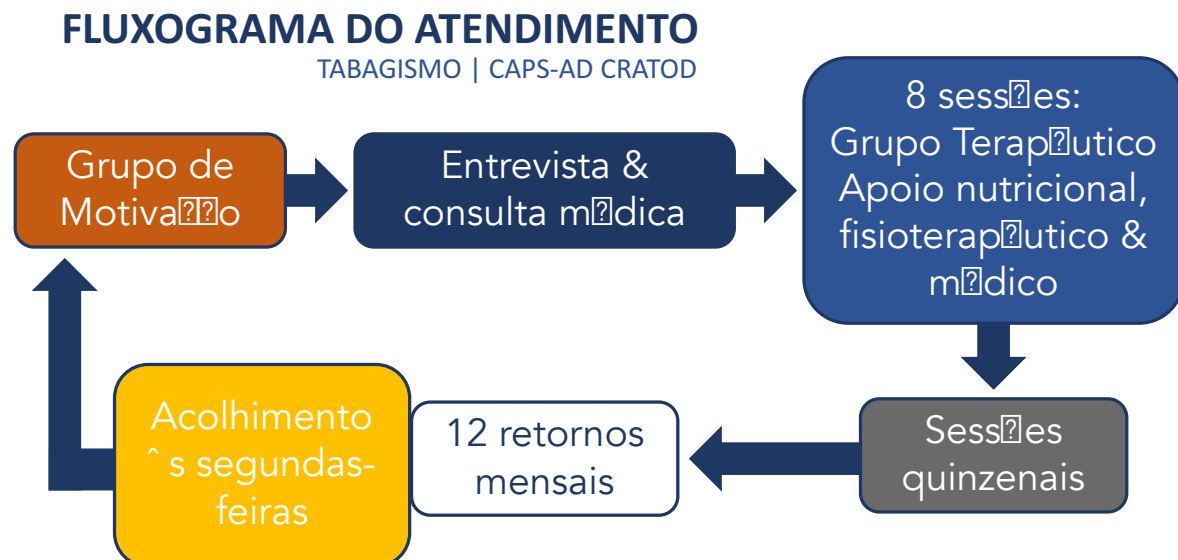 FLUXOGRAMA DO ATENDIMENTO
TABAGISMO | CAPS-AD CRATOD
Grupo de
Motiva⍰⍰o
Entrevista &
consulta m⍰dica
8 sess⍰es:
Grupo Terap⍰utico
Apoio nutricional,
fisioterap⍰utico &
m⍰dico
Sess⍰es
quinzenais
12 retornos
mensais
Acolhimento
ˆ s segundas-
feiras